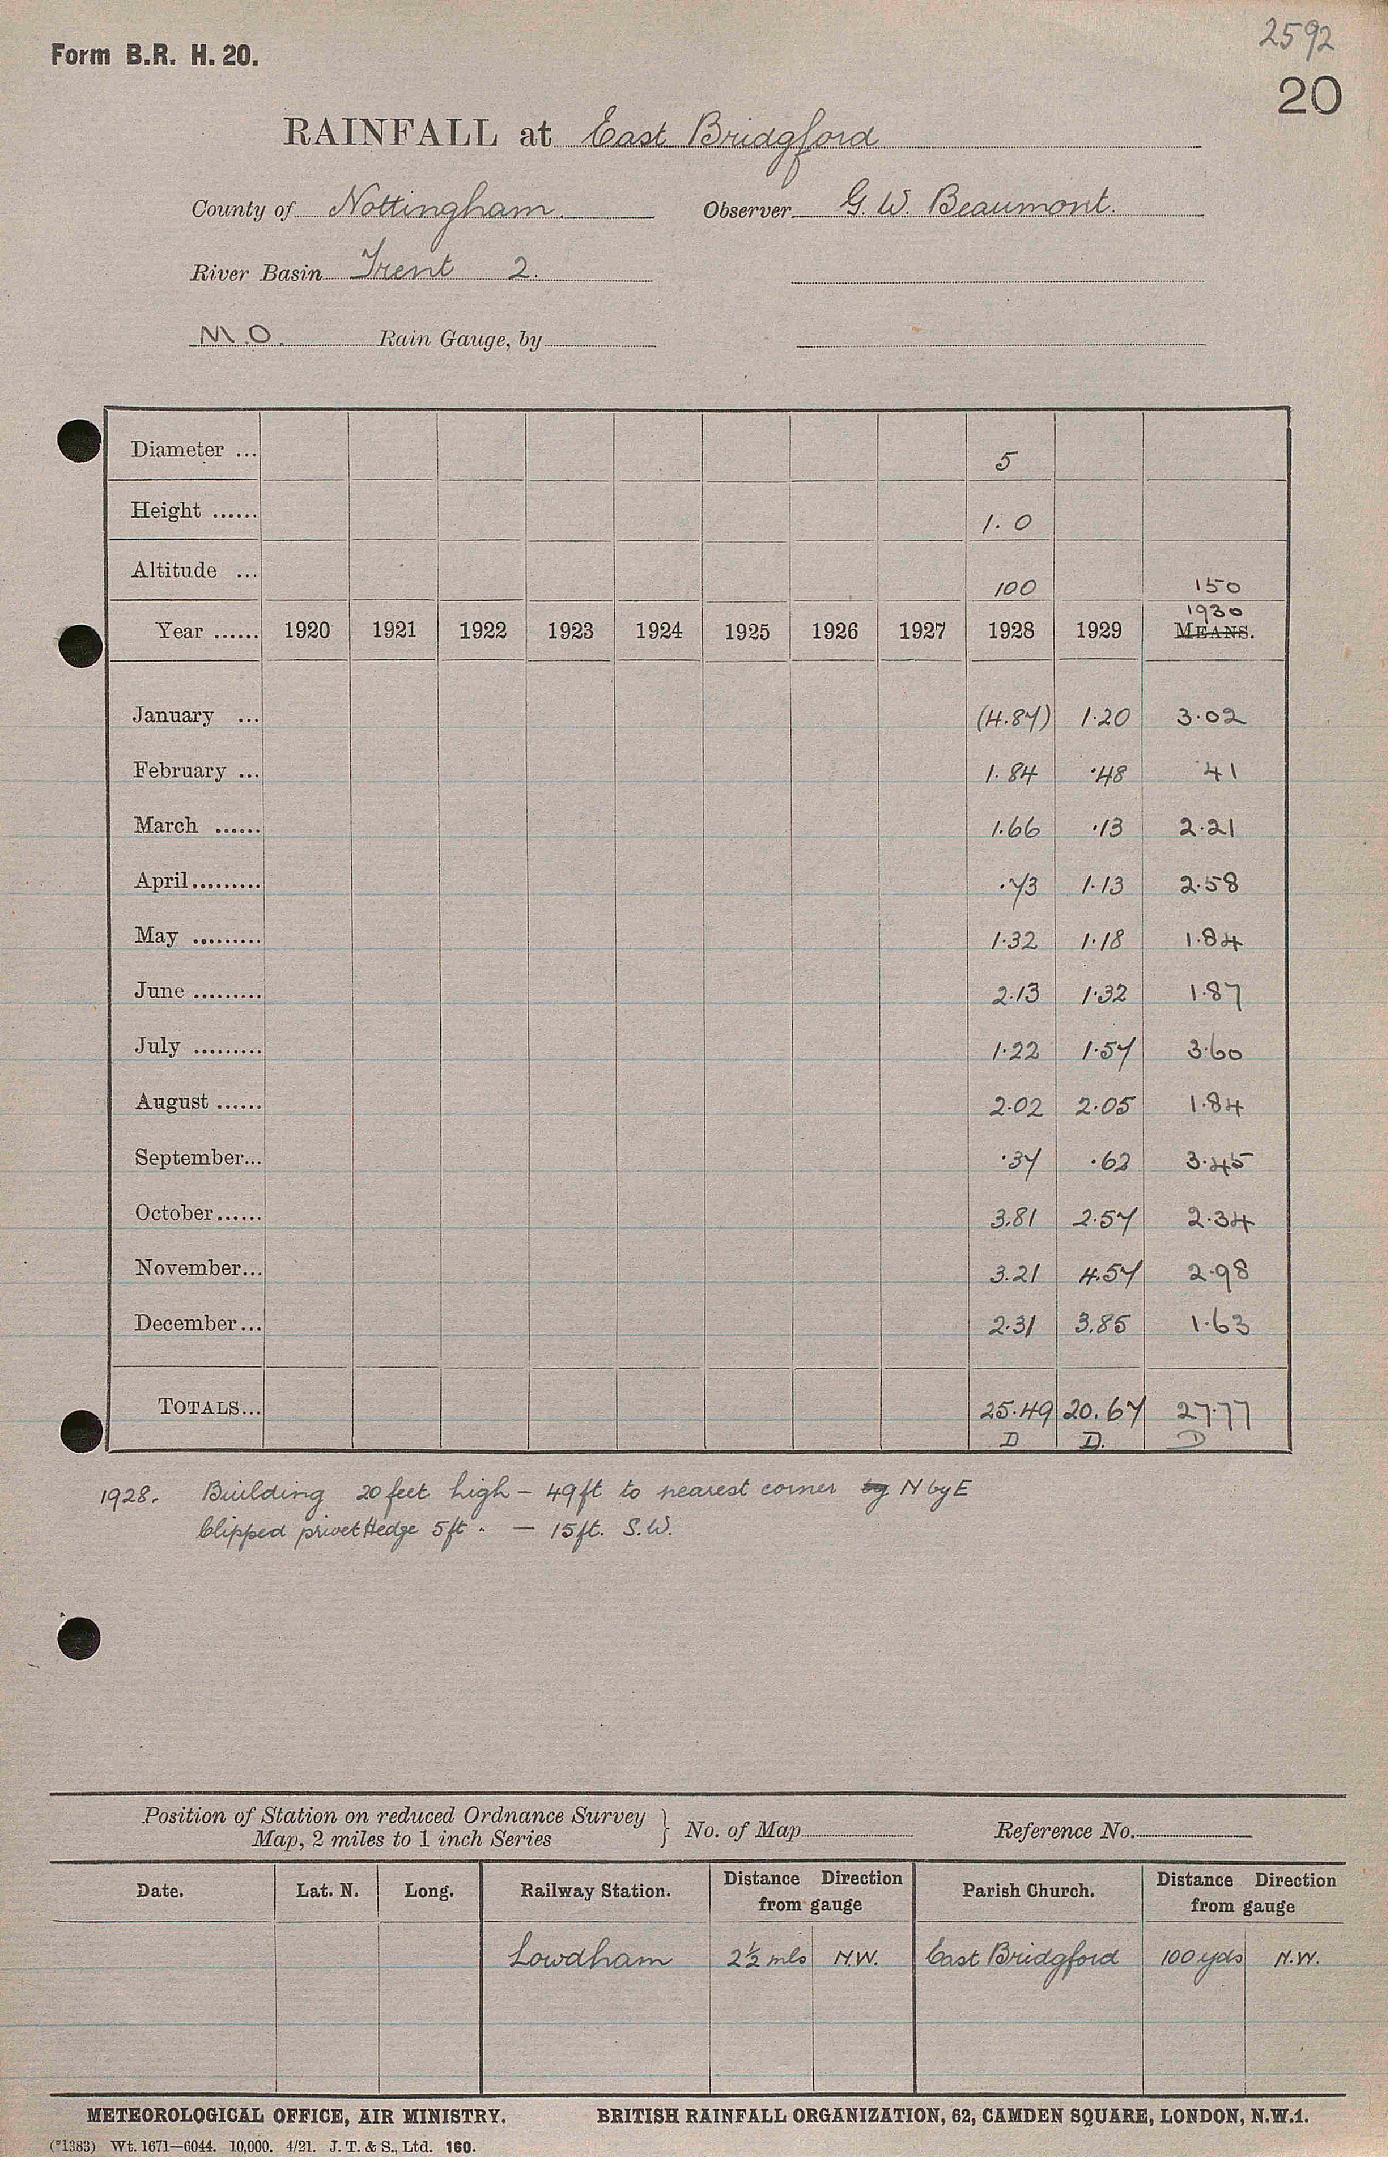 2592
Form B.R. H. 20.
20
RAINFALL at East Bridgford
County of Nottingham. Observer G. W. Beaumont.
River Basin Trent 2.
M.O. Rain Gauge, by
Diameter ... 5
Height ...... 1.0
Altitude ... 100 150
1930
Year ...... 1920 1921 1922 1923 1924 1925 1926 1927 1928 1929 MEANS.
January ... (4.87) 1.20 3.02
February ... 1.84 .48 .41
March ...... 1.66 .13 2.21
April......... .73 1.13 2.58
May ......... 1.32 1.18 1.84
June ......... 2.13 1.32 1.87
July ......... 1.22 1.57 3.60
August ...... 2.02 2.05 1.84
September... .37 .62 3.45
October...... 3.81 2.57 2.34
November... 3.21 4.57 2.98
December... 2.31 3.85 1.63
TOTALS... 25.49 20.67 27.77
D D. D
1928. Building 20 feet high – 49ft to nearest corner by N by E
Clipped privet Hedge 5ft. — 15ft. S.W.
Position of Station on reduced Ordnance Survey
Map, 2 miles to 1 inch Series } No. of Map Reference No.
Date. Lat. N. Long. Railway Station. Distance Direction from gauge Parish Church. Distance Direction from gauge
Lowdham 2½ mls N.W. East Bridgford 100 yds N.W.
METEOROLOGICAL OFFICE, AIR MINISTRY. BRITISH RAINFALL ORGANIZATION, 62, CAMDEN SQUARE, LONDON, N.W.1.
(*1383) Wt. 1671—6044. 10,000. 4/21. J. T. & S., Ltd. 160.